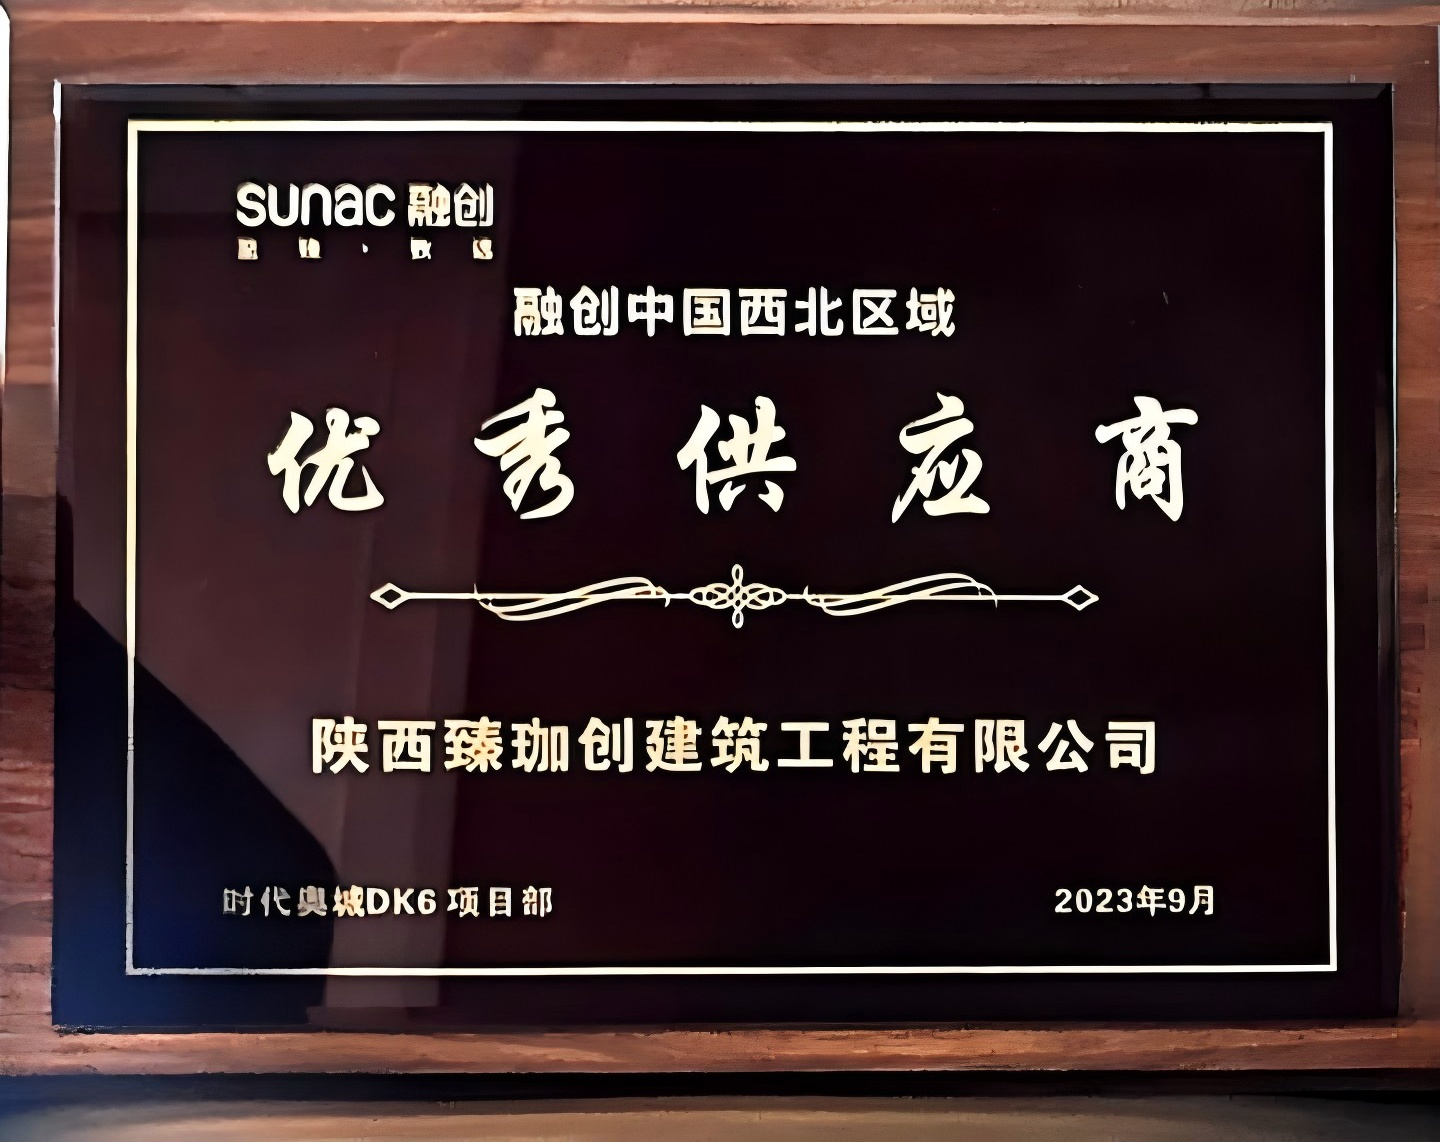 sunac 融创
融创中国西北区域
优秀供应商
陕西臻珈创建筑工程有限公司
时代奥城DK6 项目部
2023年9月